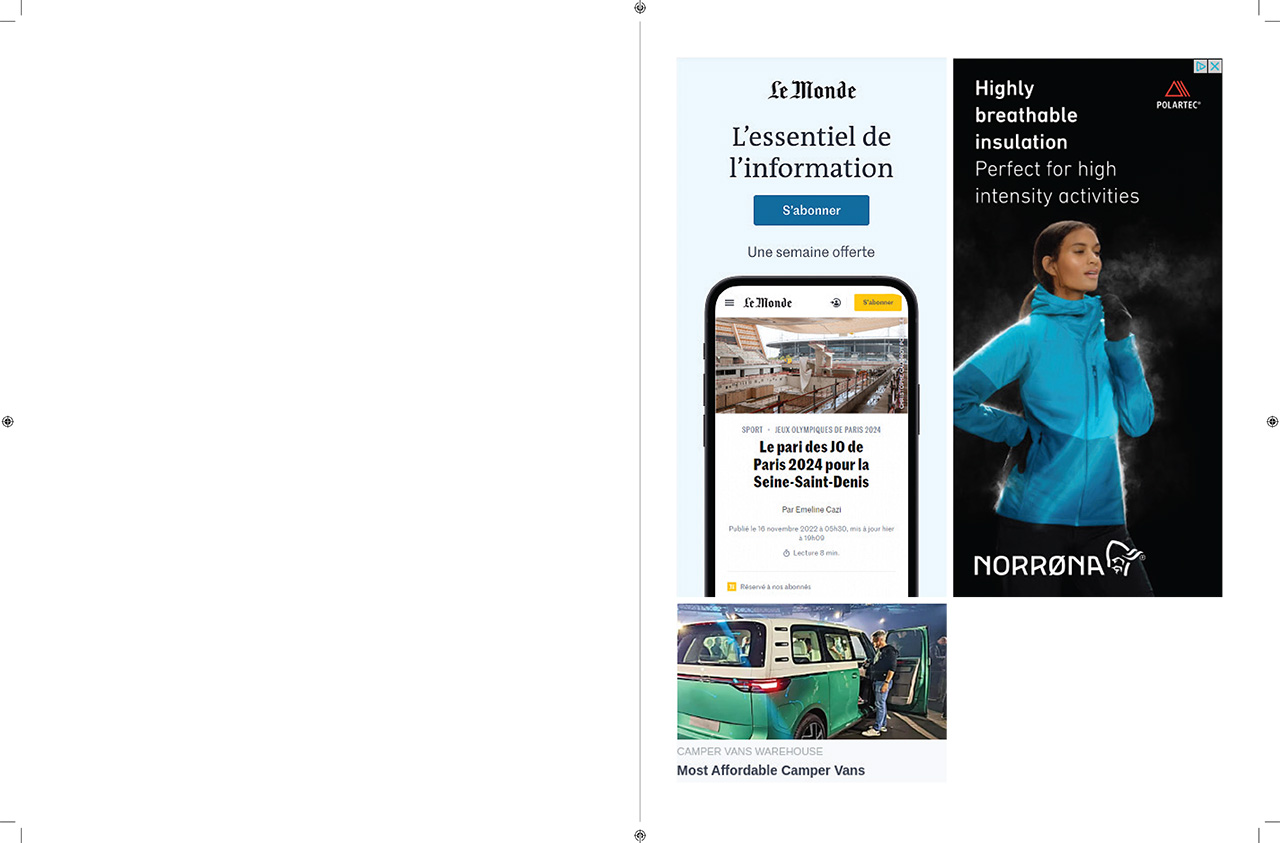 Le Monde
L'essentiel de
l'information
S'abonner
Une semaine offerte
Le Monde
S'abonner
SPORT • JEUX OLYMPIQUES DE PARIS 2024
Le pari des JO de
Paris 2024 pour la
Seine-Saint-Denis
Par Emeline Cazi
Publié le 16 novembre 2022 à 05h30, mis à jour hier
à 19h09
Lecture 8 min.
Réservé à nos abonnés
Highly
breathable
insulation
Perfect for high
intensity activities
POLARTEC®
NORRØNA®
CAMPER VANS WAREHOUSE
Most Affordable Camper Vans